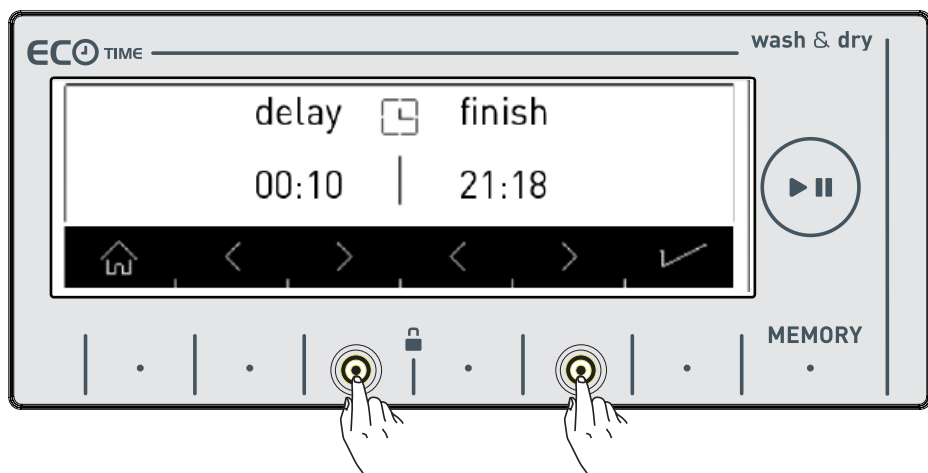 ECO TIME
wash & dry
delay finish
00:10 | 21:18
MEMORY